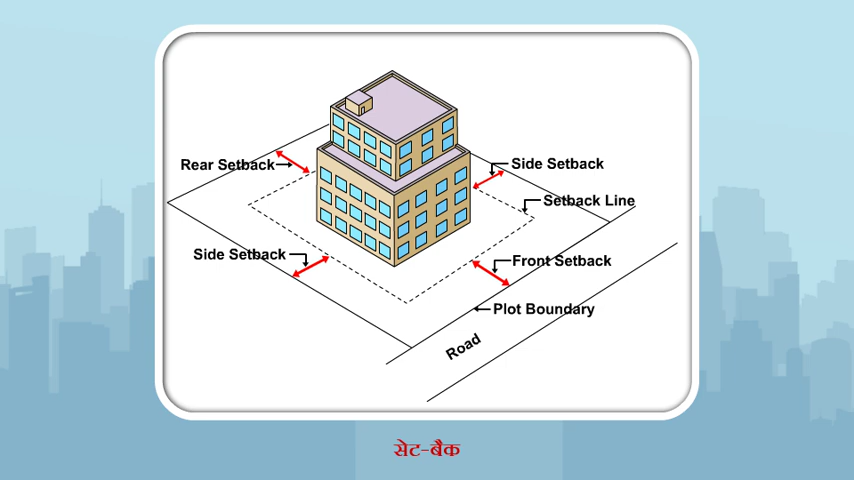 Rear Setback
Side Setback
Setback Line
Side Setback
Front Setback
Plot Boundary
Road
सेट-बैक